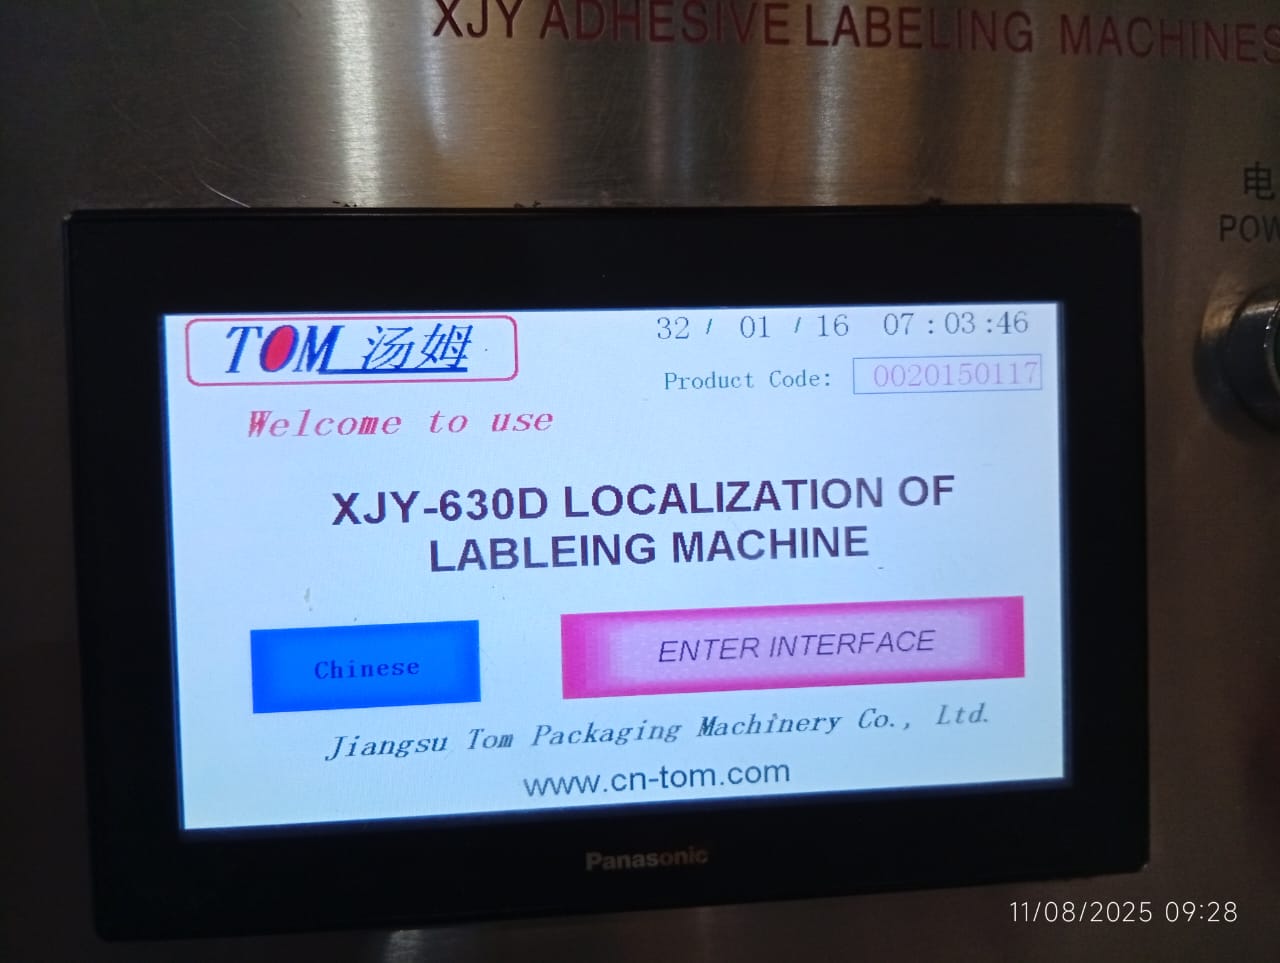 XJY ADHESIVE LABELING MACHINES
电
POW
TOM 汤姆
32 / 01 / 16 07 : 03 :46
Product Code: 0020150117
Welcome to use
XJY-630D LOCALIZATION OF
LABLEING MACHINE
Chinese
ENTER INTERFACE
Jiangsu Tom Packaging Machinery Co., Ltd.
www.cn-tom.com
Panasonic
11/08/2025 09:28